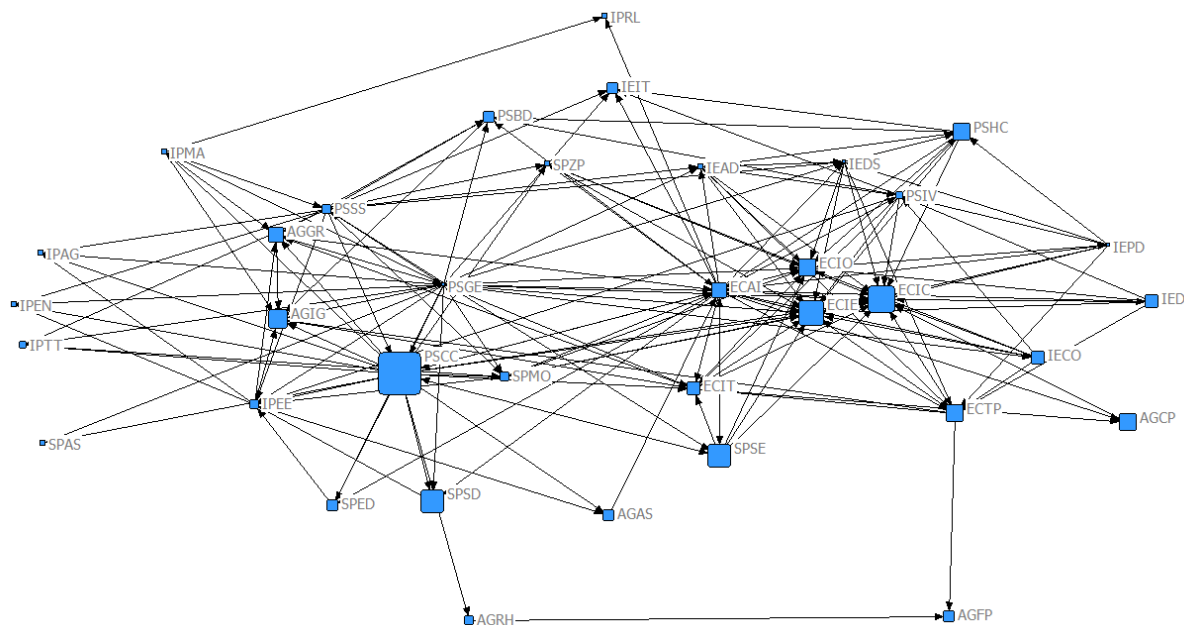 IPRL
IEIT
PSBD
PSHC
IPMA
SPZP
IEAD
IEDS
PSIV
PSSS
AGGR
IPAG
IEPD
ECIO
PSGE
ECAI
ECIC
IED
IPEN
ECIE
AGIG
IPTT
PSCC
IECO
SPMO
ECIT
IPEE
ECTP
AGCP
SPAS
SPSE
SPED
SPSD
AGAS
AGRH
AGFP